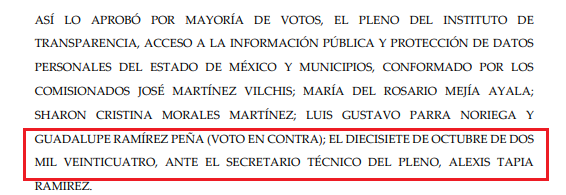 ASÍ LO APROBÓ POR MAYORÍA DE VOTOS, EL PLENO DEL INSTITUTO DE
TRANSPARENCIA, ACCESO A LA INFORMACIÓN PÚBLICA Y PROTECCIÓN DE DATOS
PERSONALES DEL ESTADO DE MÉXICO Y MUNICIPIOS, CONFORMADO POR LOS
COMISIONADOS JOSÉ MARTÍNEZ VILCHIS; MARÍA DEL ROSARIO MEJÍA AYALA;
SHARON CRISTINA MORALES MARTÍNEZ; LUIS GUSTAVO PARRA NORIEGA Y
GUADALUPE RAMÍREZ PEÑA (VOTO EN CONTRA); EL DIECISIETE DE OCTUBRE DE DOS
MIL VEINTICUATRO, ANTE EL SECRETARIO TÉCNICO DEL PLENO, ALEXIS TAPIA
RAMÍREZ.